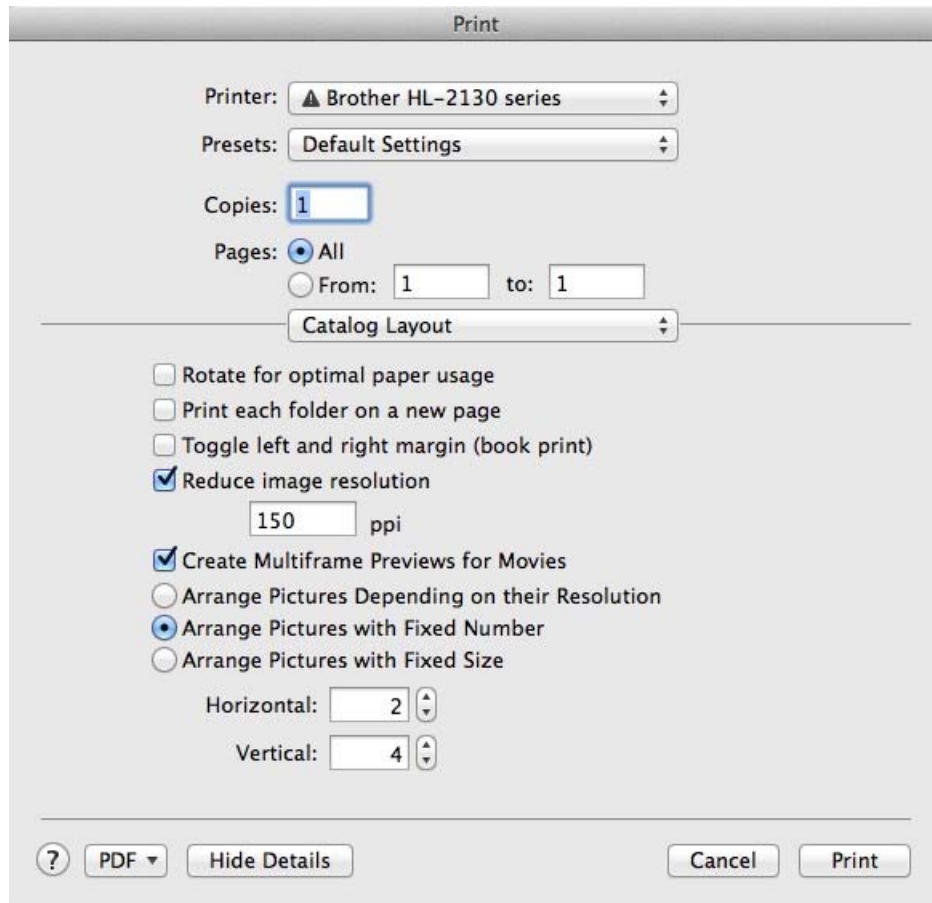 Print
Printer: Brother HL-2130 series
Presets: Default Settings
Copies: 1
Pages: All
From: 1 to: 1
Catalog Layout
Rotate for optimal paper usage
Print each folder on a new page
Toggle left and right margin (book print)
Reduce image resolution
150 ppi
Create Multiframe Previews for Movies
Arrange Pictures Depending on their Resolution
Arrange Pictures with Fixed Number
Arrange Pictures with Fixed Size
Horizontal: 2
Vertical: 4
? PDF Hide Details Cancel Print